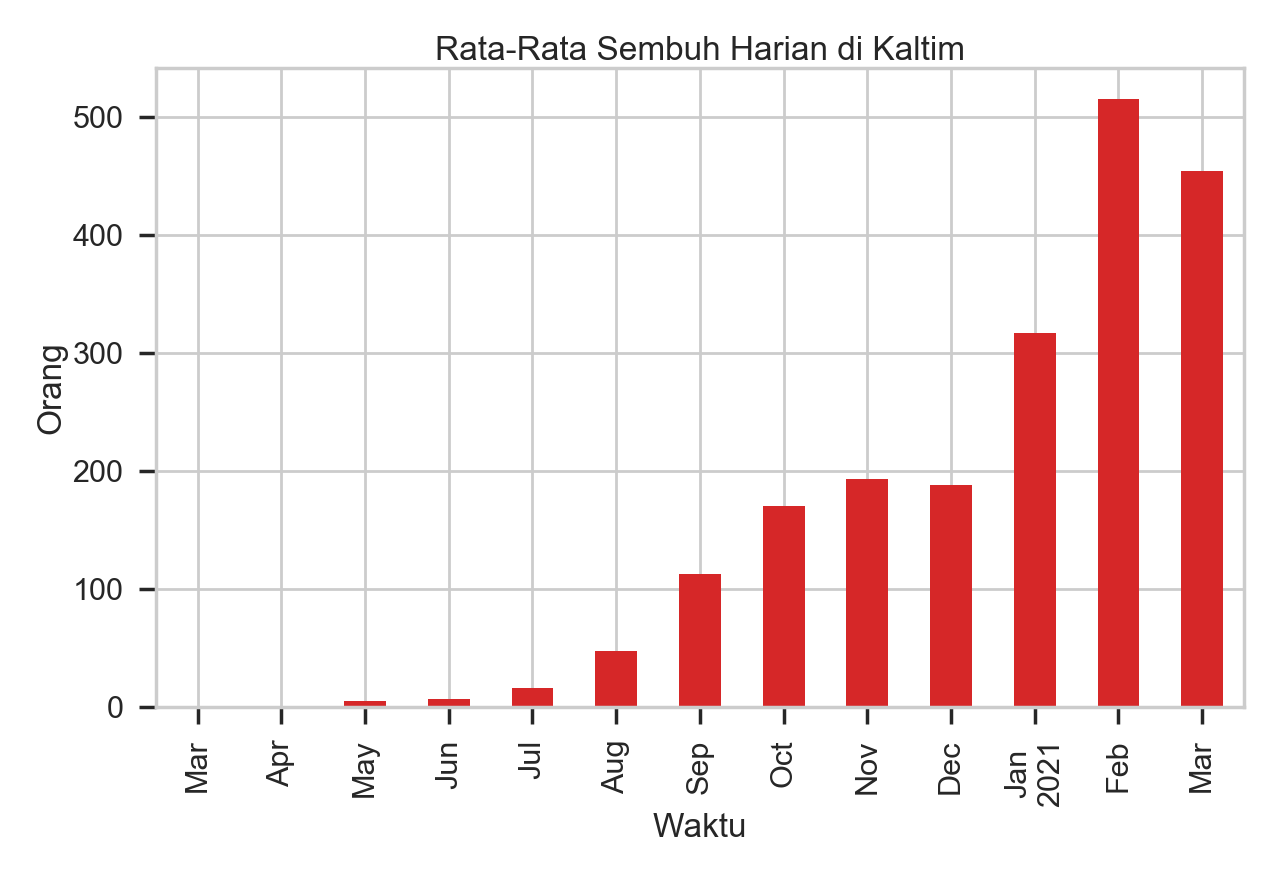 Rata-Rata Sembuh Harian di Kaltim
500
400
300
200
100
0
Orang
Mar
Apr
May
Jun
Jul
Aug
Sep
Oct
Nov
Dec
Jan
2021
Feb
Mar
Waktu